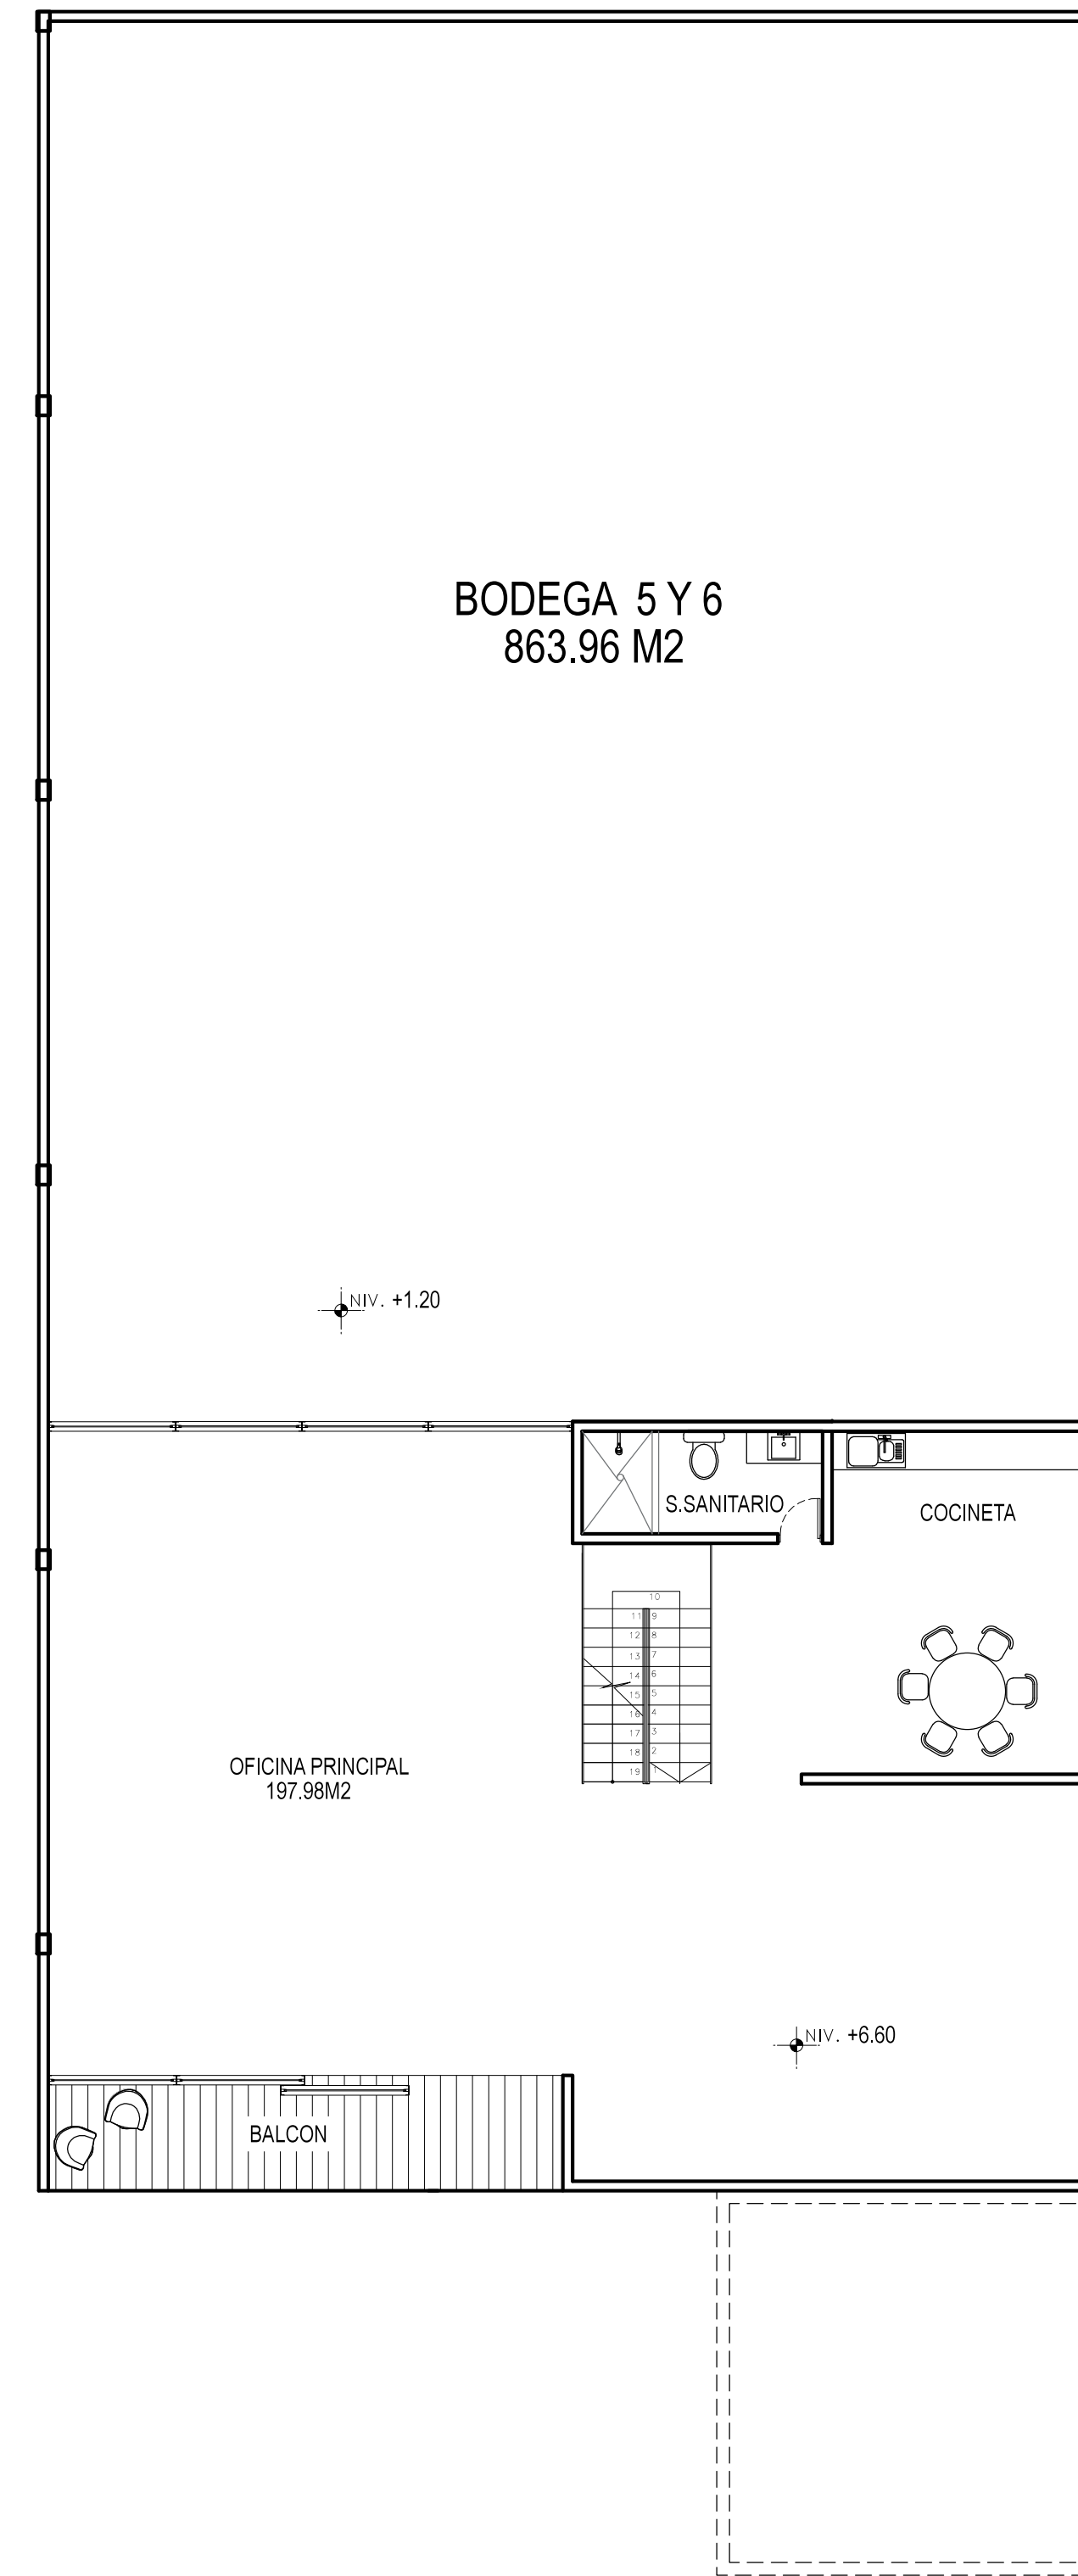 BODEGA 5 Y 6
863.96 M2
NIV. +1.20
S.SANITARIO
COCINETA
10
11 9
12 8
13 7
14 6
15 5
16 4
17 3
18 2
19 1
OFICINA PRINCIPAL
197.98M2
NIV. +6.60
BALCON